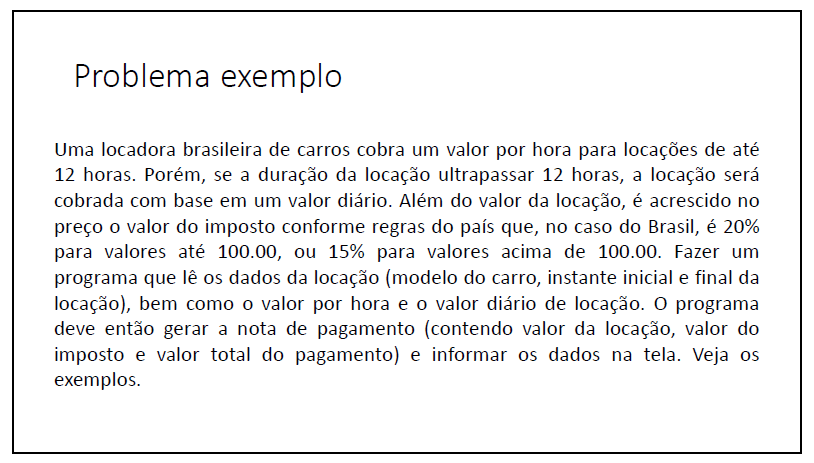 Problema exemplo
Uma locadora brasileira de carros cobra um valor por hora para locações de até
12 horas. Porém, se a duração da locação ultrapassar 12 horas, a locação será
cobrada com base em um valor diário. Além do valor da locação, é acrescido no
preço o valor do imposto conforme regras do país que, no caso do Brasil, é 20%
para valores até 100.00, ou 15% para valores acima de 100.00. Fazer um
programa que lê os dados da locação (modelo do carro, instante inicial e final da
locação), bem como o valor por hora e o valor diário de locação. O programa
deve então gerar a nota de pagamento (contendo valor da locação, valor do
imposto e valor total do pagamento) e informar os dados na tela. Veja os
exemplos.